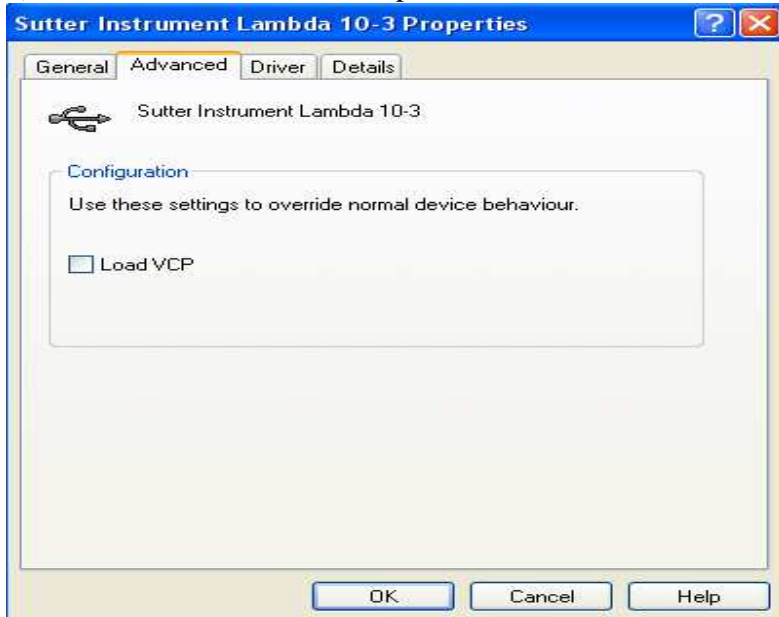 Sutter Instrument Lambda 10-3 Properties
General Advanced Driver Details
Sutter Instrument Lambda 10-3
Configuration
Use these settings to override normal device behaviour.
Load VCP
OK Cancel Help